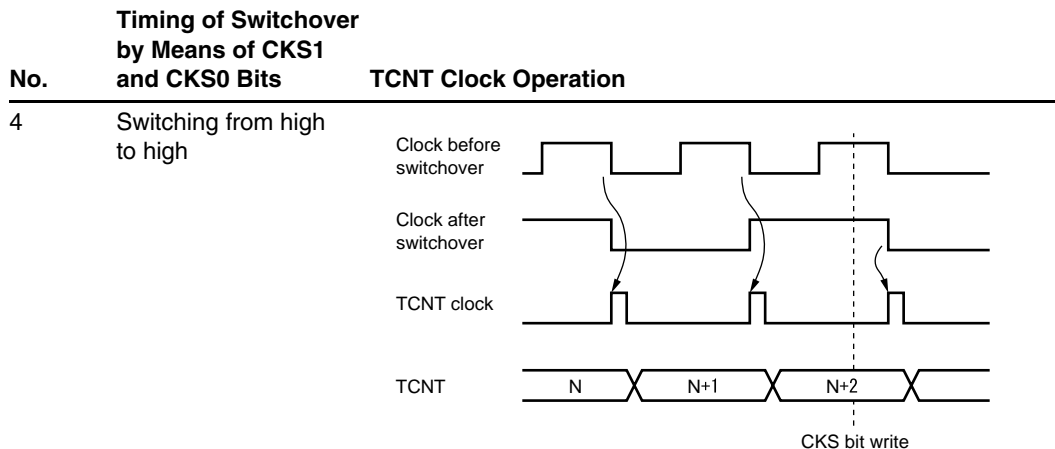 No.
Timing of Switchover
by Means of CKS1
and CKS0 Bits
TCNT Clock Operation
4
Switching from high
to high
Clock before
switchover
Clock after
switchover
TCNT clock
TCNT
N
N+1
N+2
CKS bit write